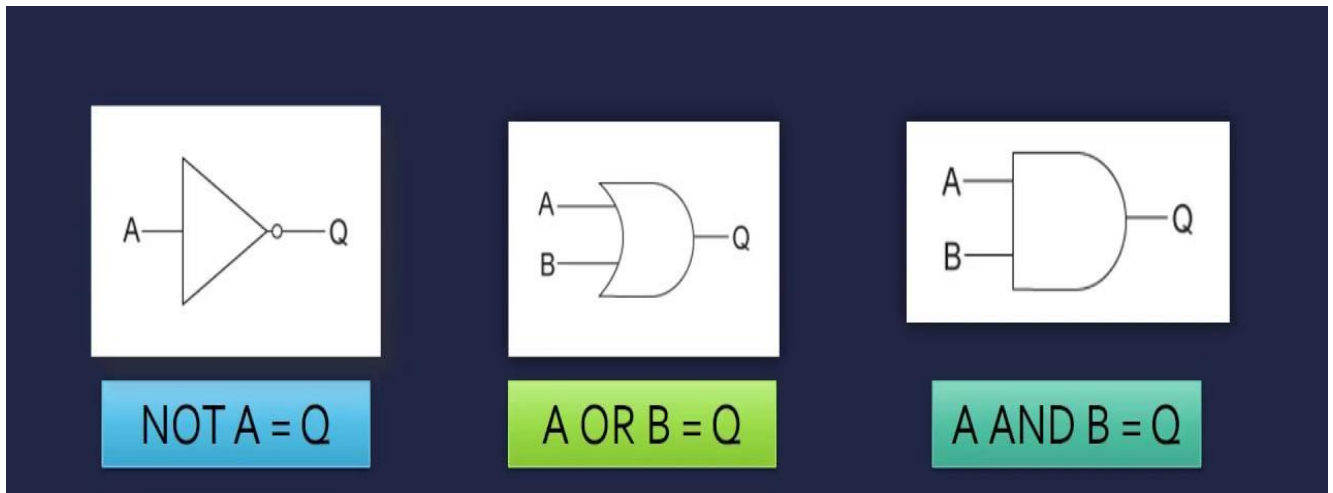 A
Q
A
B
Q
A
B
Q
NOT A = Q
A OR B = Q
A AND B = Q